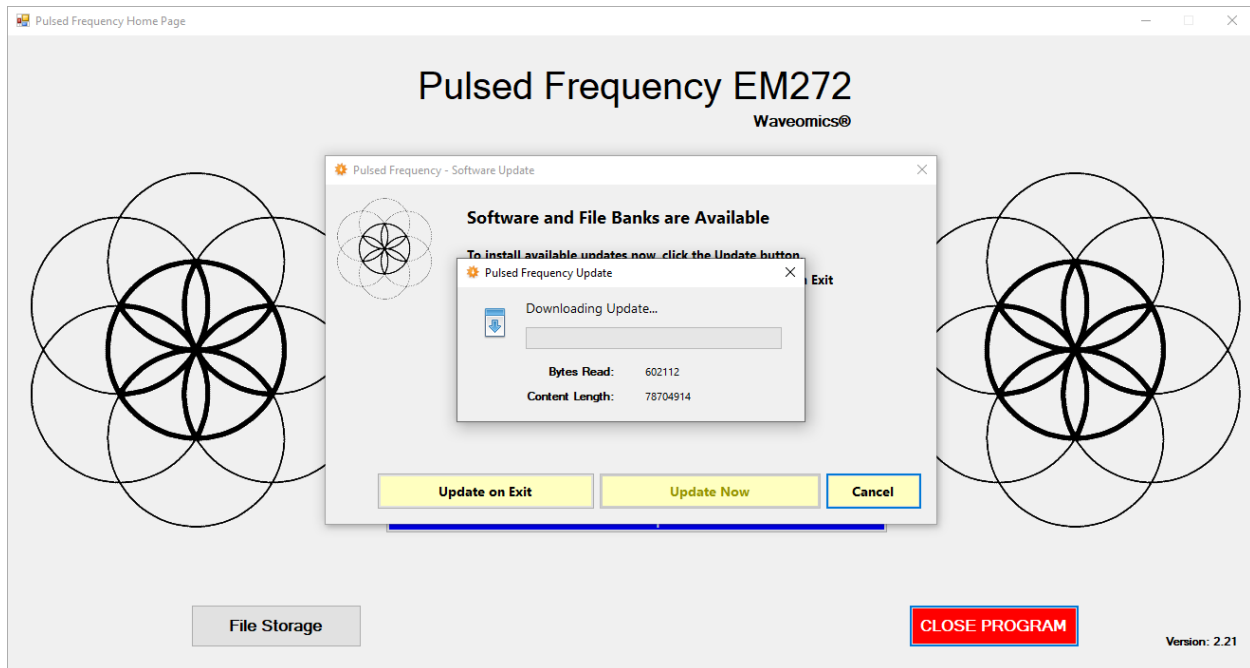 Pulsed Frequency Home Page
Pulsed Frequency EM272
Waveomics®
Pulsed Frequency - Software Update
Software and File Banks are Available
To install available updates now, click the Update button
Exit
Pulsed Frequency Update
Downloading Update...
Bytes Read: 602112
Content Length: 78704914
Update on Exit
Update Now
Cancel
File Storage
CLOSE PROGRAM
Version: 2.21